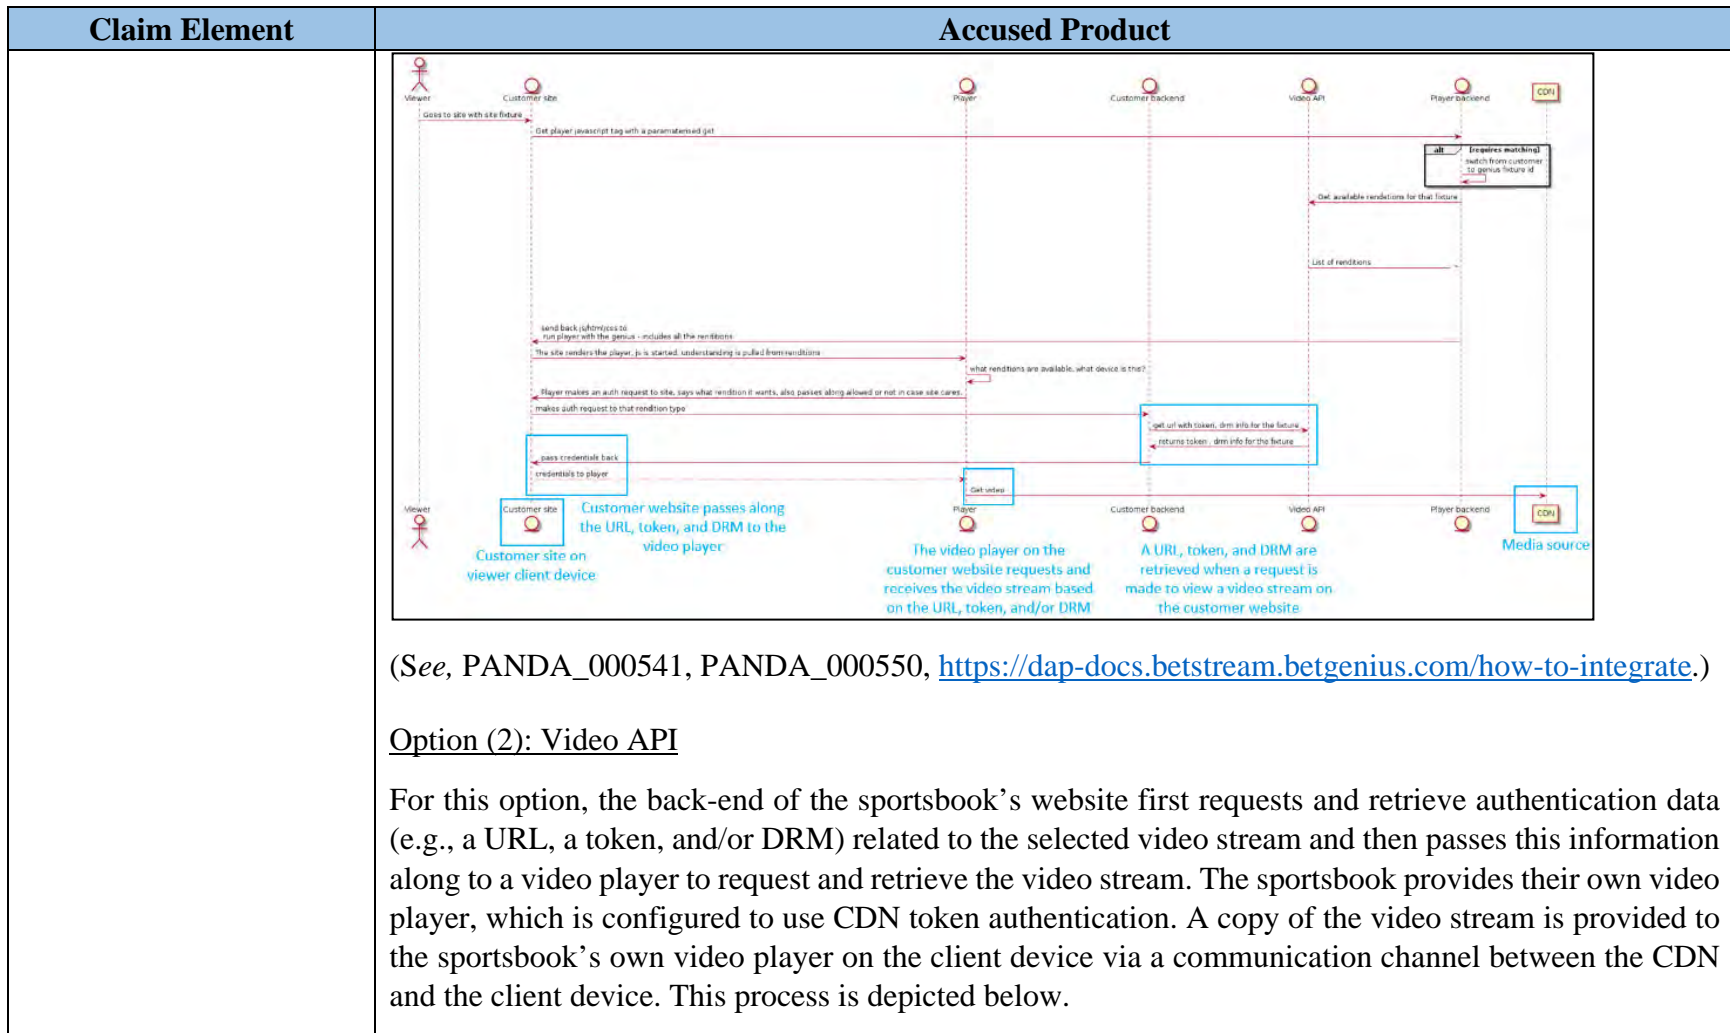 Claim Element
Accused Product
Viewer
Customer site
Player
Customer backend
Video API
Player backend
CDN
Goes to site with site fixture
Get player javascript tag with a paramaterised get
alt
[requires matching]
switch from customer
to genius fixture id
Get available renditions for that fixture
List of renditions
send back js/html/css to
run player with the genius - includes all the renditions
The site renders the player, js is started, understanding is pulled from renditions
what renditions are available, what device is this?
Player makes an auth request to site, says what rendition it wants, also passes along allowed or not in case site cares.
makes auth request to that rendition type
get url with token, drm info for the fixture
returns token , drm info for the fixture
pass credentials back
credentials to player
Get video
Viewer
Customer site
Player
Customer backend
Video API
Player backend
CDN
Customer website passes along
the URL, token, and DRM to the
video player
Customer site on
viewer client device
The video player on the
customer website requests and
receives the video stream based
on the URL, token, and/or DRM
A URL, token, and DRM are
retrieved when a request is
made to view a video stream on
the customer website
Media source
(See, PANDA_000541, PANDA_000550, https://dap-docs.betstream.betgenius.com/how-to-integrate.)
Option (2): Video API
For this option, the back-end of the sportsbook’s website first requests and retrieve authentication data
(e.g., a URL, a token, and/or DRM) related to the selected video stream and then passes this information
along to a video player to request and retrieve the video stream. The sportsbook provides their own video
player, which is configured to use CDN token authentication. A copy of the video stream is provided to
the sportsbook’s own video player on the client device via a communication channel between the CDN
and the client device. This process is depicted below.